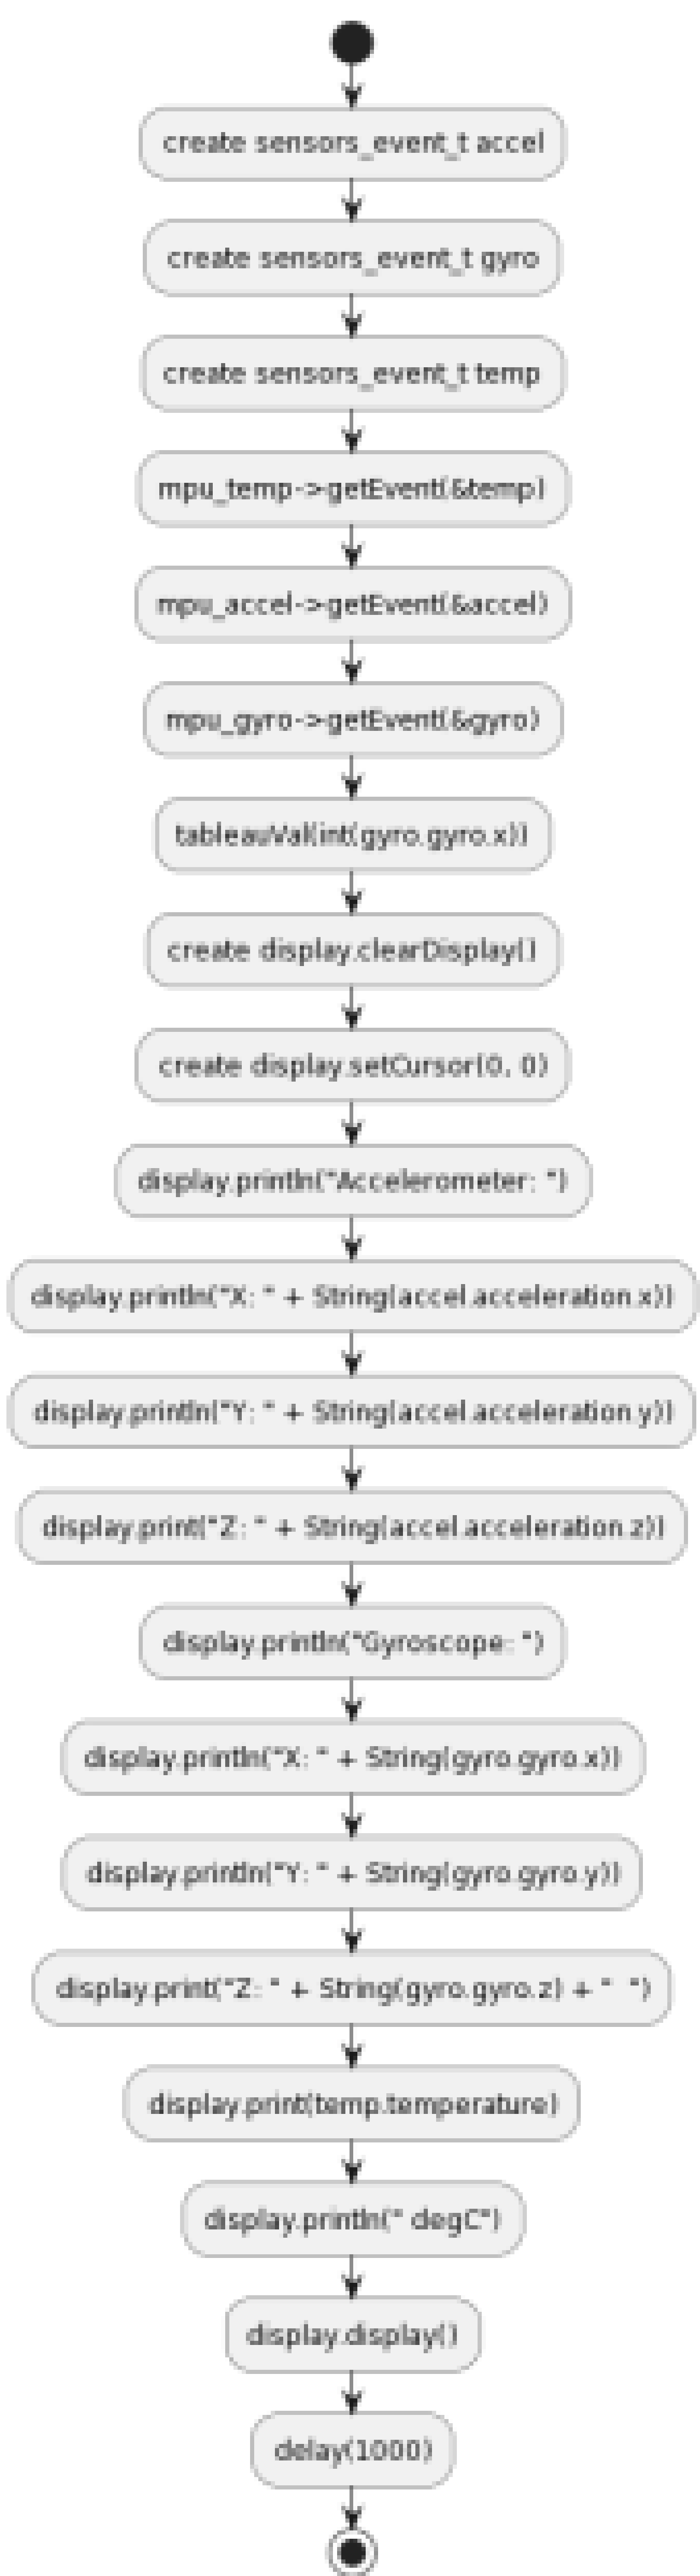 create sensors_event_t accel
create sensors_event_t gyro
create sensors_event_t temp
mpu_temp->getEvent(&temp)
mpu_accel->getEvent(&accel)
mpu_gyro->getEvent(&gyro)
tableauVal(int(gyro.gyro.x))
create display.clearDisplay()
create display.setCursor(0, 0)
display.println("Accelerometer: ")
display.println("X: " + String(accel.acceleration.x))
display.println("Y: " + String(accel.acceleration.y))
display.print("Z: " + String(accel.acceleration.z))
display.println("Gyroscope: ")
display.println("X: " + String(gyro.gyro.x))
display.println("Y: " + String(gyro.gyro.y))
display.print("Z: " + String(gyro.gyro.z) + "  ")
display.print(temp.temperature)
display.println(" degC")
display.display()
delay(1000)